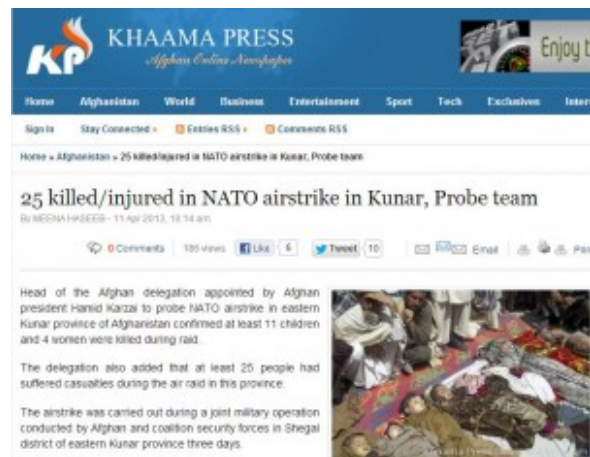 KHAAMA PRESS
Afghan Online Newspaper
KP
Enjoy t
Home Afghanistan World Business Entertainment Sport Tech Exclusives Inter
Sign In Stay Connected Entries RSS Comments RSS
Home » Afghanistan » 25 killed/injured in NATO airstrike in Kunar, Probe team
25 killed/injured in NATO airstrike in Kunar, Probe team
By MEENA HASEEB - 11 Apr 2013, 10:14 am
0 Comments 185 views Like 6 Tweet 10 Email
Head of the Afghan delegation appointed by Afghan
president Hamid Karzai to probe NATO airstrike in eastern
Kunar province of Afghanistan confirmed at least 11 children
and 4 women were killed during raid.
The delegation also added that at least 25 people had
suffered casualties during the air raid in this province.
The airstrike was carried out during a joint military operation
conducted by Afghan and coalition security forces in Shegal
district of eastern Kunar province three days.